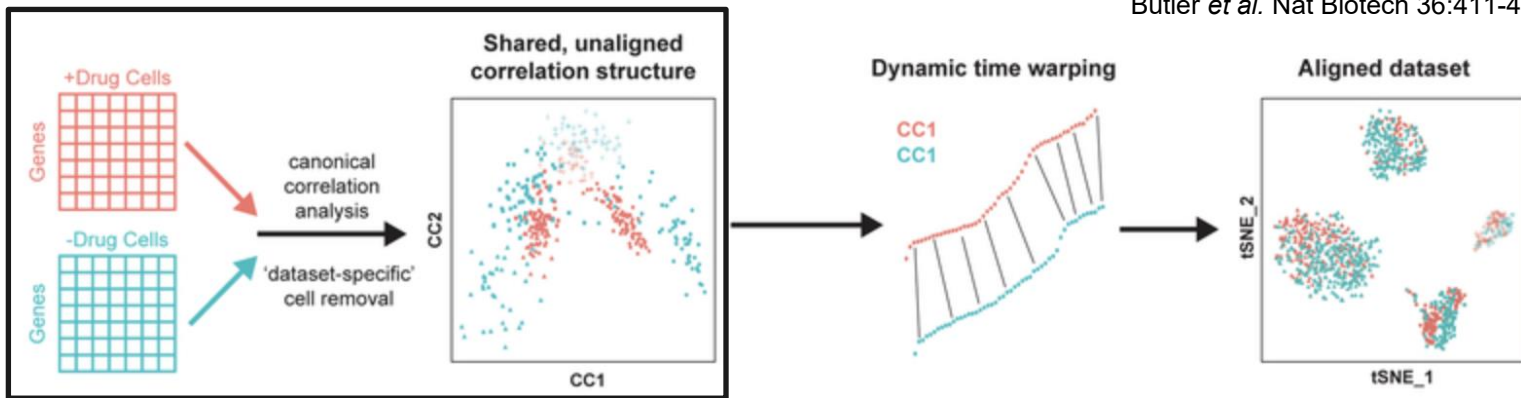 Butler et al. Nat Biotech 36:411-4
+Drug Cells
Genes
-Drug Cells
Genes
canonical
correlation
analysis
'dataset-specific'
cell removal
Shared, unaligned
correlation structure
CC2
CC1
Dynamic time warping
CC1
CC1
Aligned dataset
tSNE_2
tSNE_1